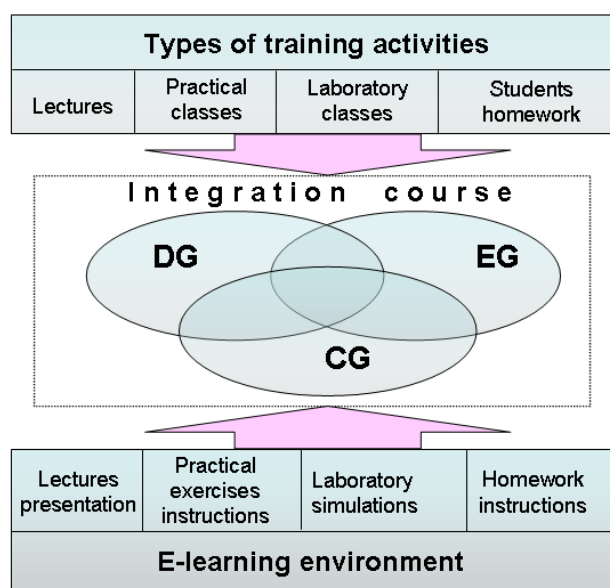 Types of training activities
Lectures
Practical
classes
Laboratory
classes
Students
homework
Integration course
DG
EG
CG
Lectures
presentation
Practical
exercises
instructions
Laboratory
simulations
Homework
instructions
E-learning environment